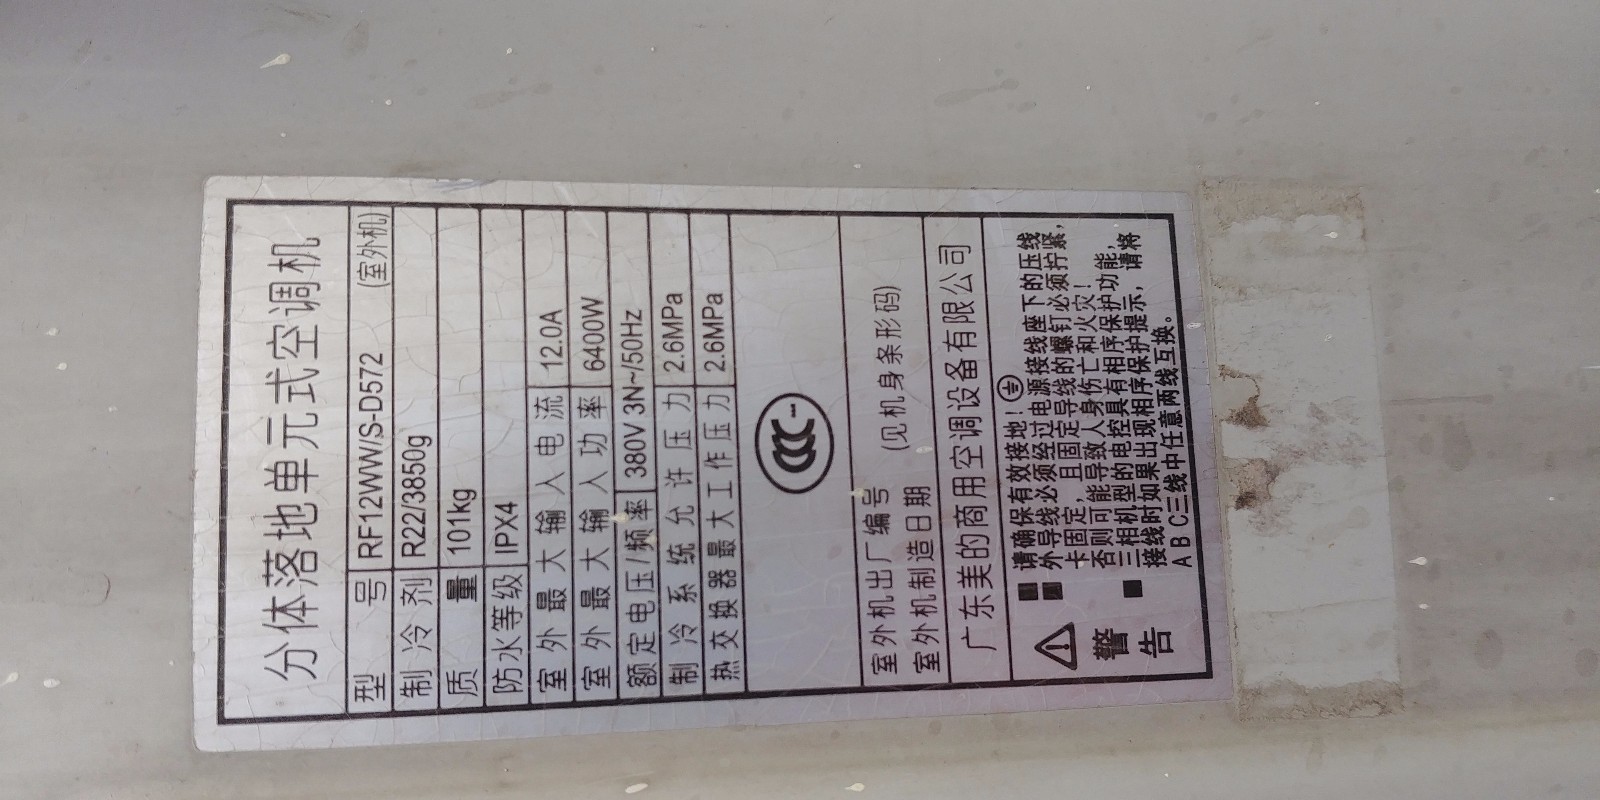 分体落地单元式空调机
型 号 RF12WW/S-D572 (室外机)
制冷剂 R22/3850g
质 量 101kg
防水等级 IPX4
室外最大输入电流 12.0A
室外最大输入功率 6400W
额定电压/频率 380V 3N~/50Hz
制冷系统允许压力 2.6MPa
热交换器最大工作压力 2.6MPa
CCC
室外机出厂编号
室外机制造日期 (见机身条形码)
广东美的商用空调设备有限公司
警告
■请确保有效接地!
■外导线必须经过电源接线座下的压线
卡固定,且固定导线的螺钉必须拧紧,
否则可能导致人身伤亡和火灾!
■三相机型的电控具有相序保护功能,
接线时如果出现相序保护提示,请将
A B C三线中任意两线互换。